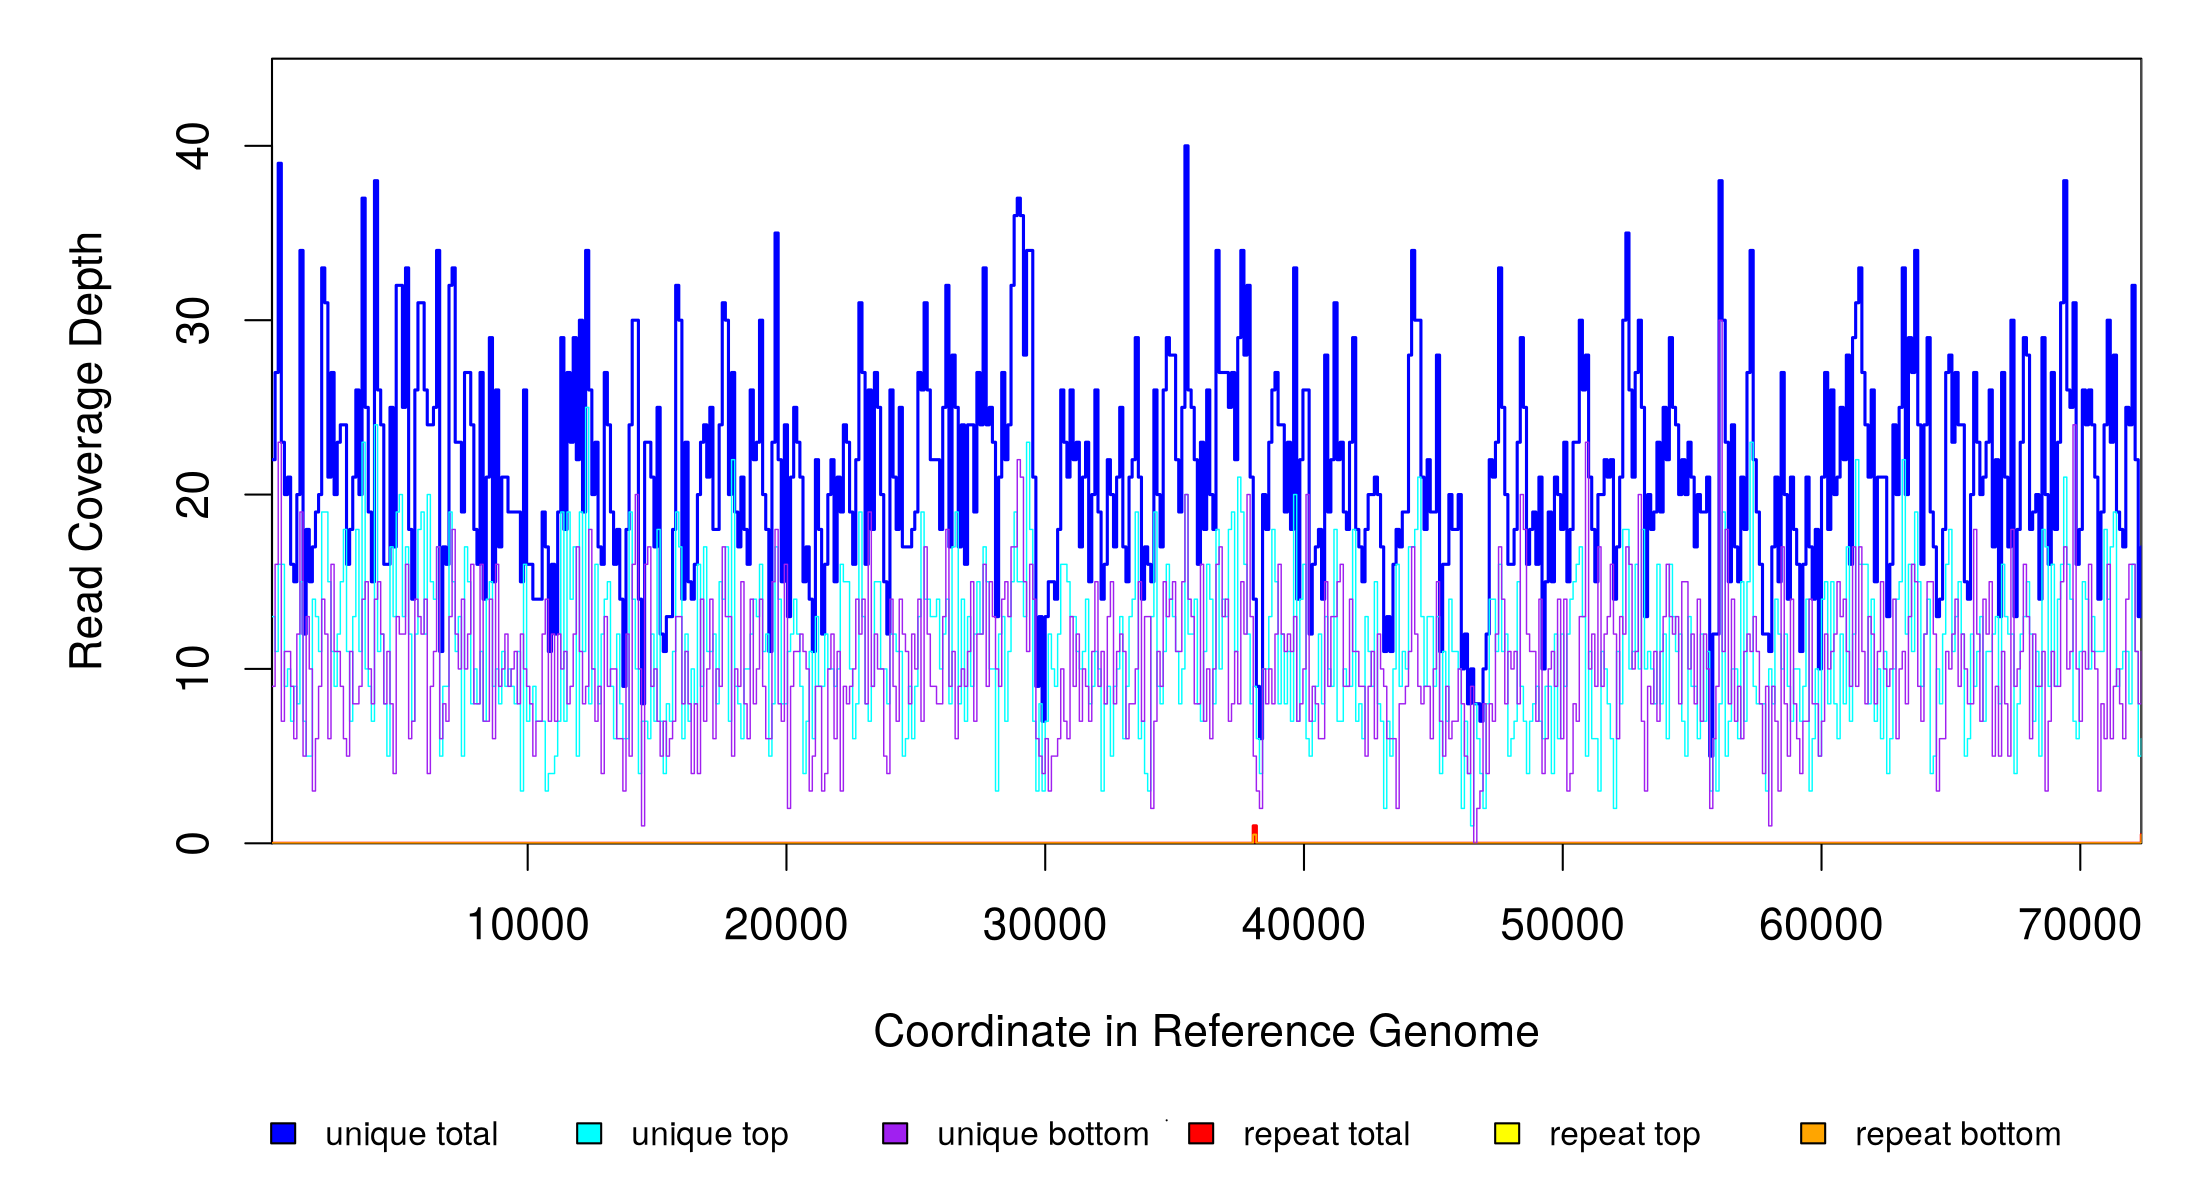 40
30
20
10
0
Read Coverage Depth
10000 20000 30000 40000 50000 60000 70000
Coordinate in Reference Genome
unique total unique top unique bottom repeat total repeat top repeat bottom